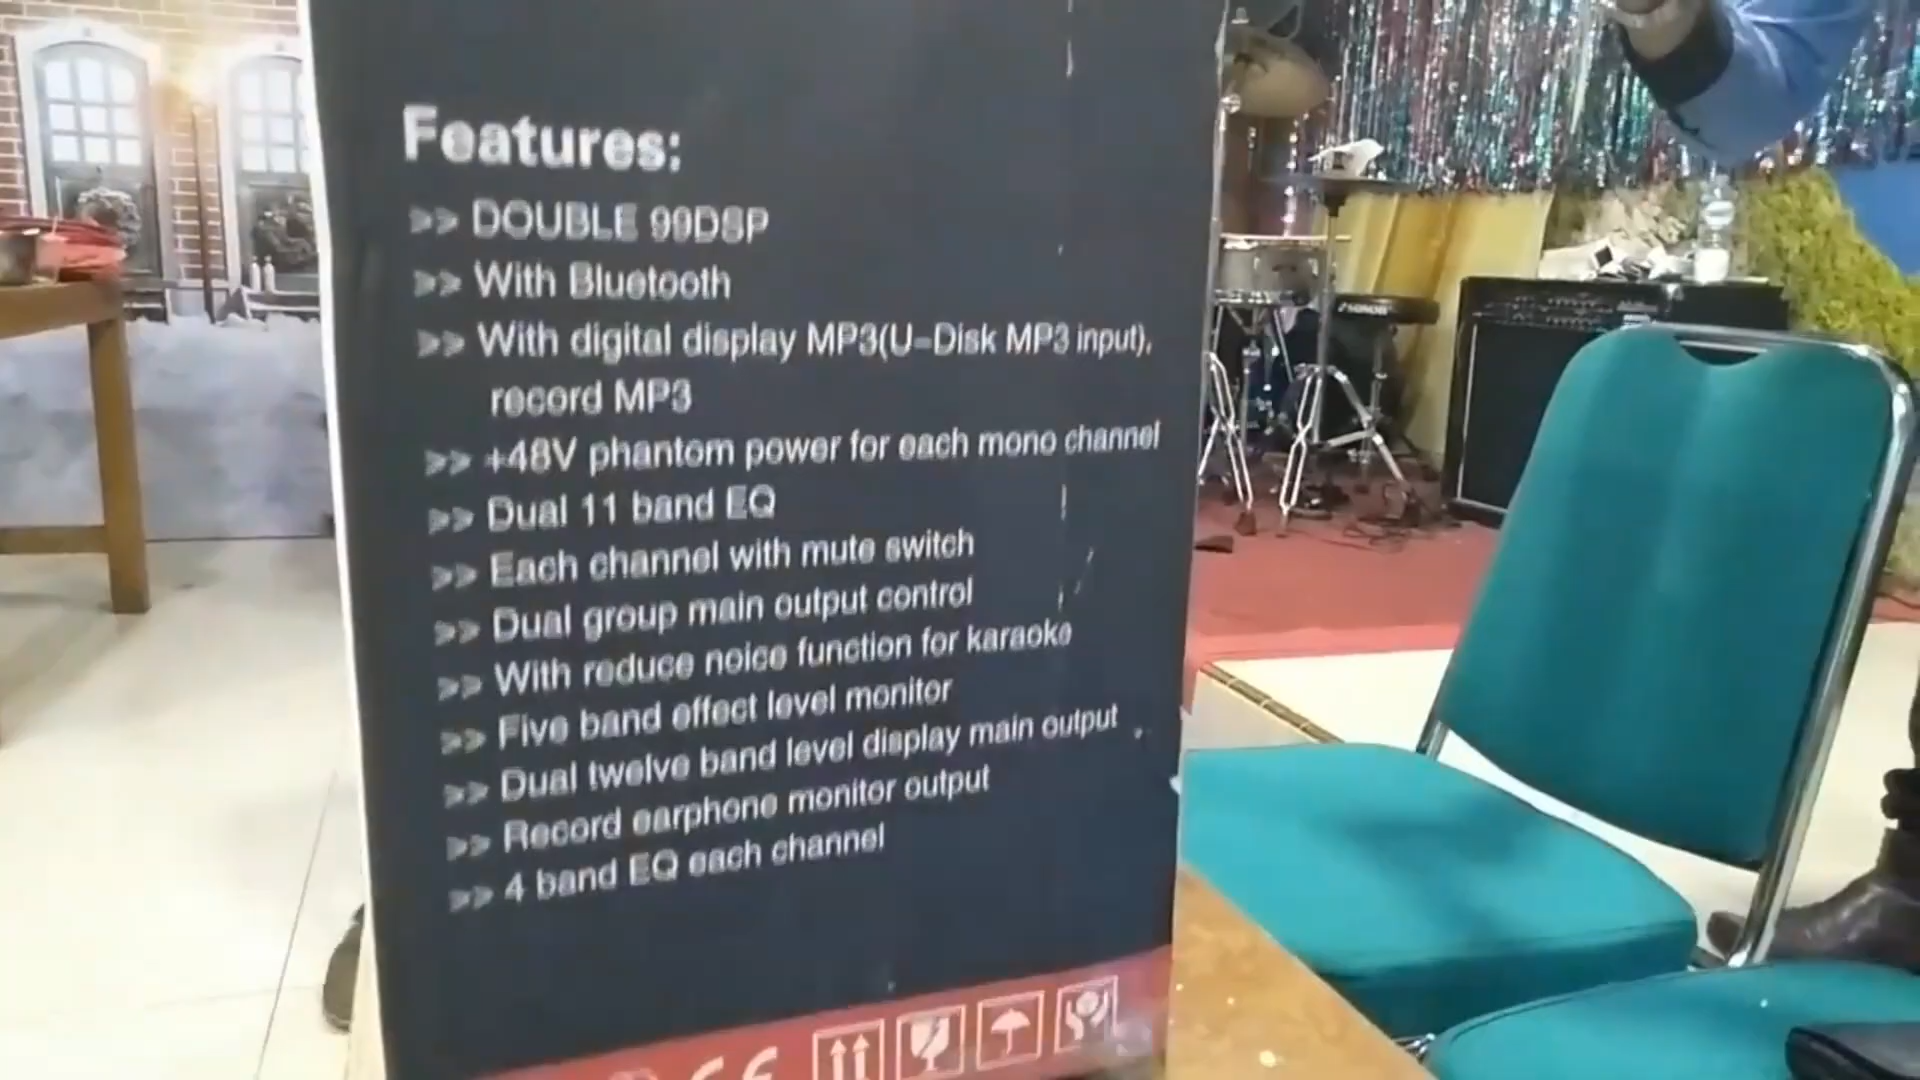 Features:
>> DOUBLE 99DSP
>> With Bluetooth
>> With digital display MP3(U-Disk MP3 input),
record MP3
>> +48V phantom power for each mono channel
>> Dual 11 band EQ
>> Each channel with mute switch
>> Dual group main output control
>> With reduce noice function for karaoke
>> Five band effect level monitor
>> Dual twelve band level display main output
>> Record earphone monitor output
>> 4 band EQ each channel
CE